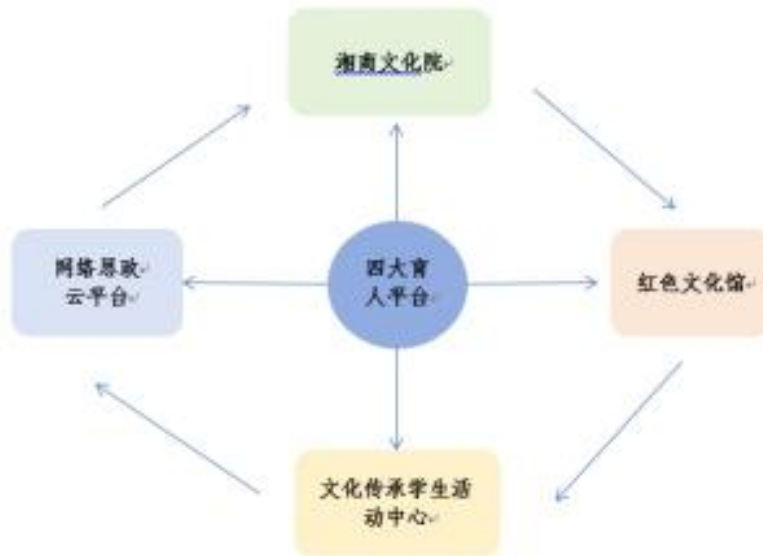 湘商文化院
网络思政
云平台
四大育
人平台
红色文化馆
文化传承学生活
动中心